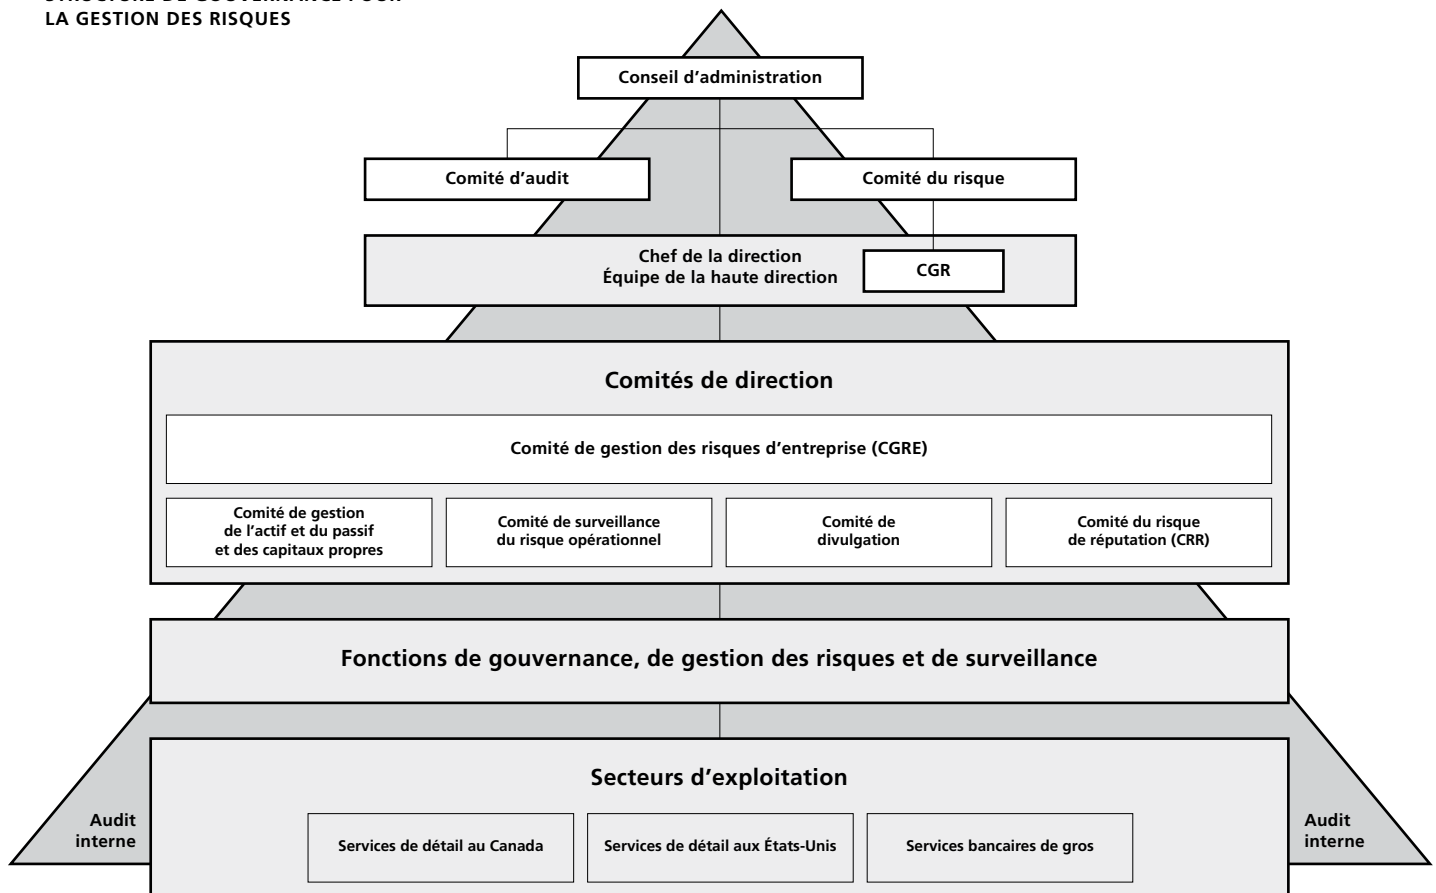 STRUCTURE DE GOUVERNANCE POUR
LA GESTION DES RISQUES
Conseil d’administration
Comité d’audit
Comité du risque
Chef de la direction
Équipe de la haute direction
CGR
Comités de direction
Comité de gestion des risques d’entreprise (CGRE)
Comité de gestion
de l’actif et du passif
et des capitaux propres
Comité de surveillance
du risque opérationnel
Comité de
divulgation
Comité du risque
de réputation (CRR)
Fonctions de gouvernance, de gestion des risques et de surveillance
Secteurs d’exploitation
Audit
interne
Services de détail au Canada
Services de détail aux États-Unis
Services bancaires de gros
Audit
interne